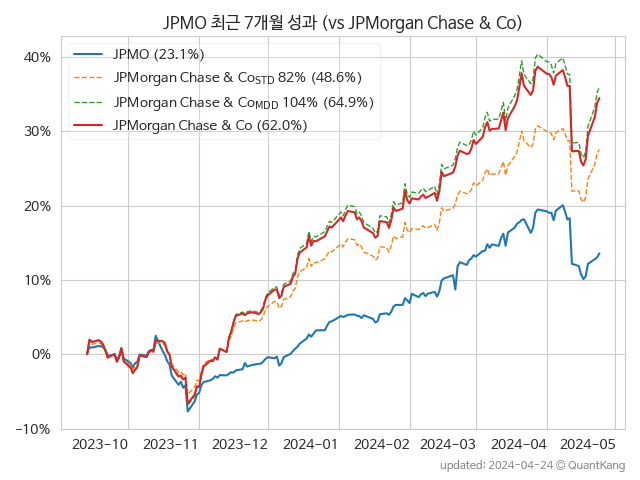 JPMO 최근 7개월 성과 (vs JPMorgan Chase & Co)
JPMO (23.1%)
JPMorgan Chase & CoSTD 82% (48.6%)
JPMorgan Chase & CoMDD 104% (64.9%)
JPMorgan Chase & Co (62.0%)
40%
30%
20%
10%
0%
−10%
2023-10 2023-11 2023-12 2024-01 2024-02 2024-03 2024-04 2024-05
updated: 2024-04-24 ⓒ QuantKang